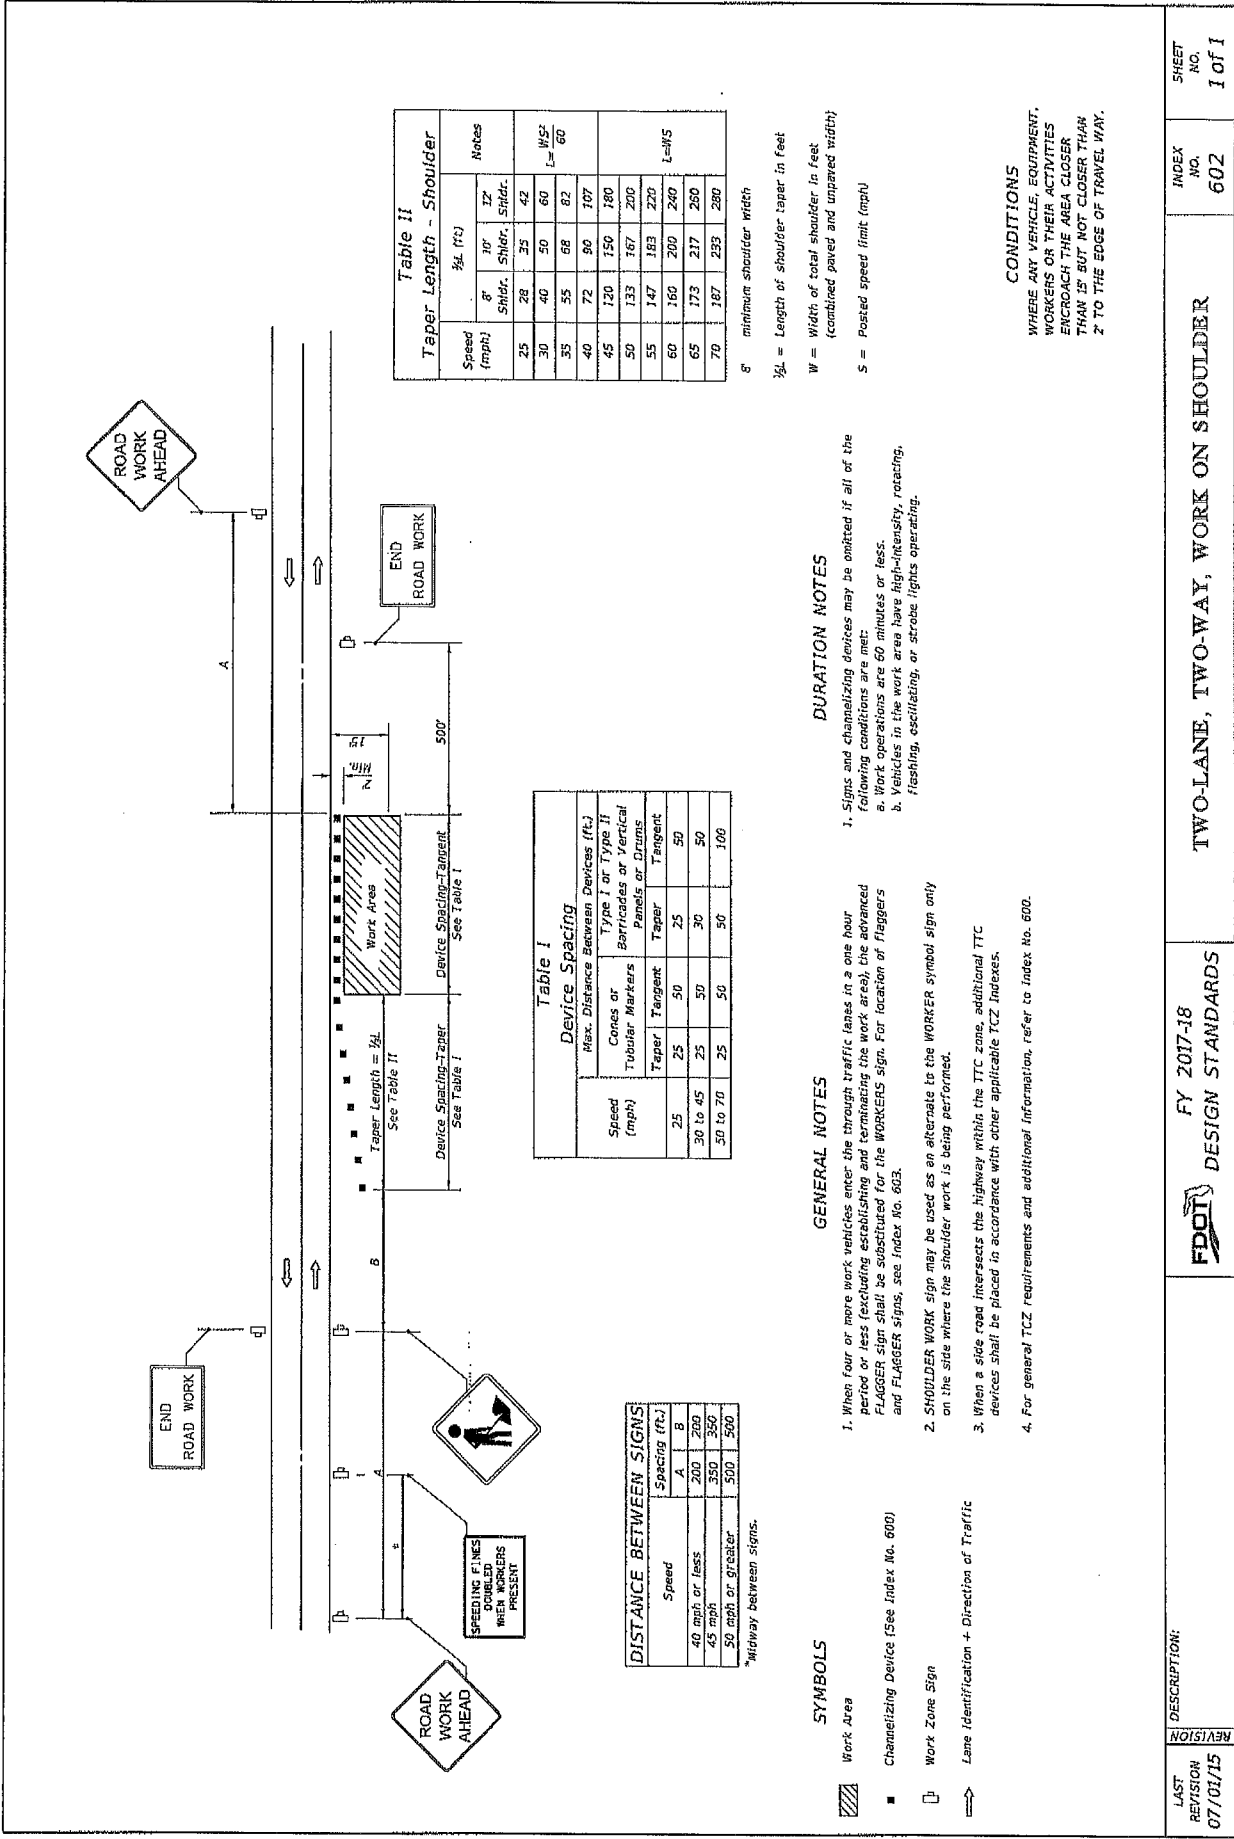 ROAD
WORK
AHEAD
END
ROAD WORK
A
END
ROAD WORK
15'
2'
Min.
500'
Work Area
Taper Length = ⅓L
See Table II
Device Spacing-Taper
See Table I
Device Spacing-Tangent
See Table I
B
A
*
SPEEDING FINES
DOUBLED
WHEN WORKERS
PRESENT
ROAD
WORK
AHEAD
DISTANCE BETWEEN SIGNS
Speed Spacing (ft.)
A B
40 mph or less 200 200
45 mph 350 350
50 mph or greater 500 500
*Midway between signs.
Table I
Device Spacing
Speed (mph) Max. Distance Between Devices (ft.)
Cones or Tubular Markers Type I or Type II Barricades or Vertical Panels or Drums
Taper Tangent Taper Tangent
25 25 50 25 50
30 to 45 25 50 30 50
50 to 70 25 50 50 100
Table II
Taper Length - Shoulder
Speed (mph) ⅓L (ft) Notes
8' Shldr. 10' Shldr. 12' Shldr.
25 28 35 42
30 40 50 60
35 55 68 82
40 72 90 107
L= WS²/60
45 120 150 180
50 133 167 200
55 147 183 220
60 160 200 240
65 173 217 260
70 187 233 280
L=WS
8' minimum shoulder width
⅓L = Length of shoulder taper in feet
W = Width of total shoulder in feet
(combined paved and unpaved width)
S = Posted speed limit (mph)
SYMBOLS
Work Area
Channelizing Device (See Index No. 600)
Work Zone Sign
Lane Identification + Direction of Traffic
GENERAL NOTES
1. When four or more work vehicles enter the through traffic lanes in a one hour
period or less (excluding establishing and terminating the work area), the advanced
FLAGGER sign shall be substituted for the WORKERS sign. For location of flaggers
and FLAGGER signs, see Index No. 603.
2. SHOULDER WORK sign may be used as an alternate to the WORKER symbol sign only
on the side where the shoulder work is being performed.
3. When a side road intersects the highway within the TTC zone, additional TTC
devices shall be placed in accordance with other applicable TCZ Indexes.
4. For general TCZ requirements and additional information, refer to Index No. 600.
DURATION NOTES
1. Signs and channelizing devices may be omitted if all of the
following conditions are met:
a. Work operations are 60 minutes or less.
b. Vehicles in the work area have high-intensity, rotating,
flashing, oscillating, or strobe lights operating.
CONDITIONS
WHERE ANY VEHICLE, EQUIPMENT,
WORKERS OR THEIR ACTIVITIES
ENCROACH THE AREA CLOSER
THAN 15' BUT NOT CLOSER THAN
2' TO THE EDGE OF TRAVEL WAY.
LAST
REVISION
07/01/15
REVISION
DESCRIPTION:
FDOT
FY 2017-18
DESIGN STANDARDS
TWO-LANE, TWO-WAY, WORK ON SHOULDER
INDEX
NO.
602
SHEET
NO.
1 of 1